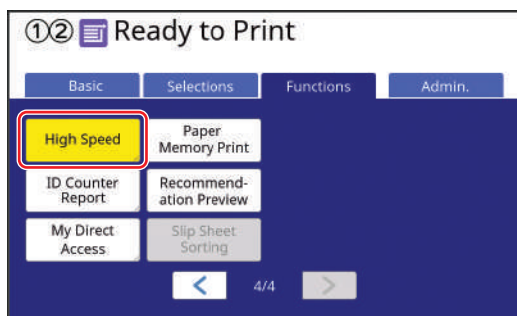 ①② Ready to Print
Basic Selections Functions Admin.
High Speed
Paper
Memory Print
ID Counter
Report
Recommend-
ation Preview
My Direct
Access
Slip Sheet
Sorting
< 4/4 >